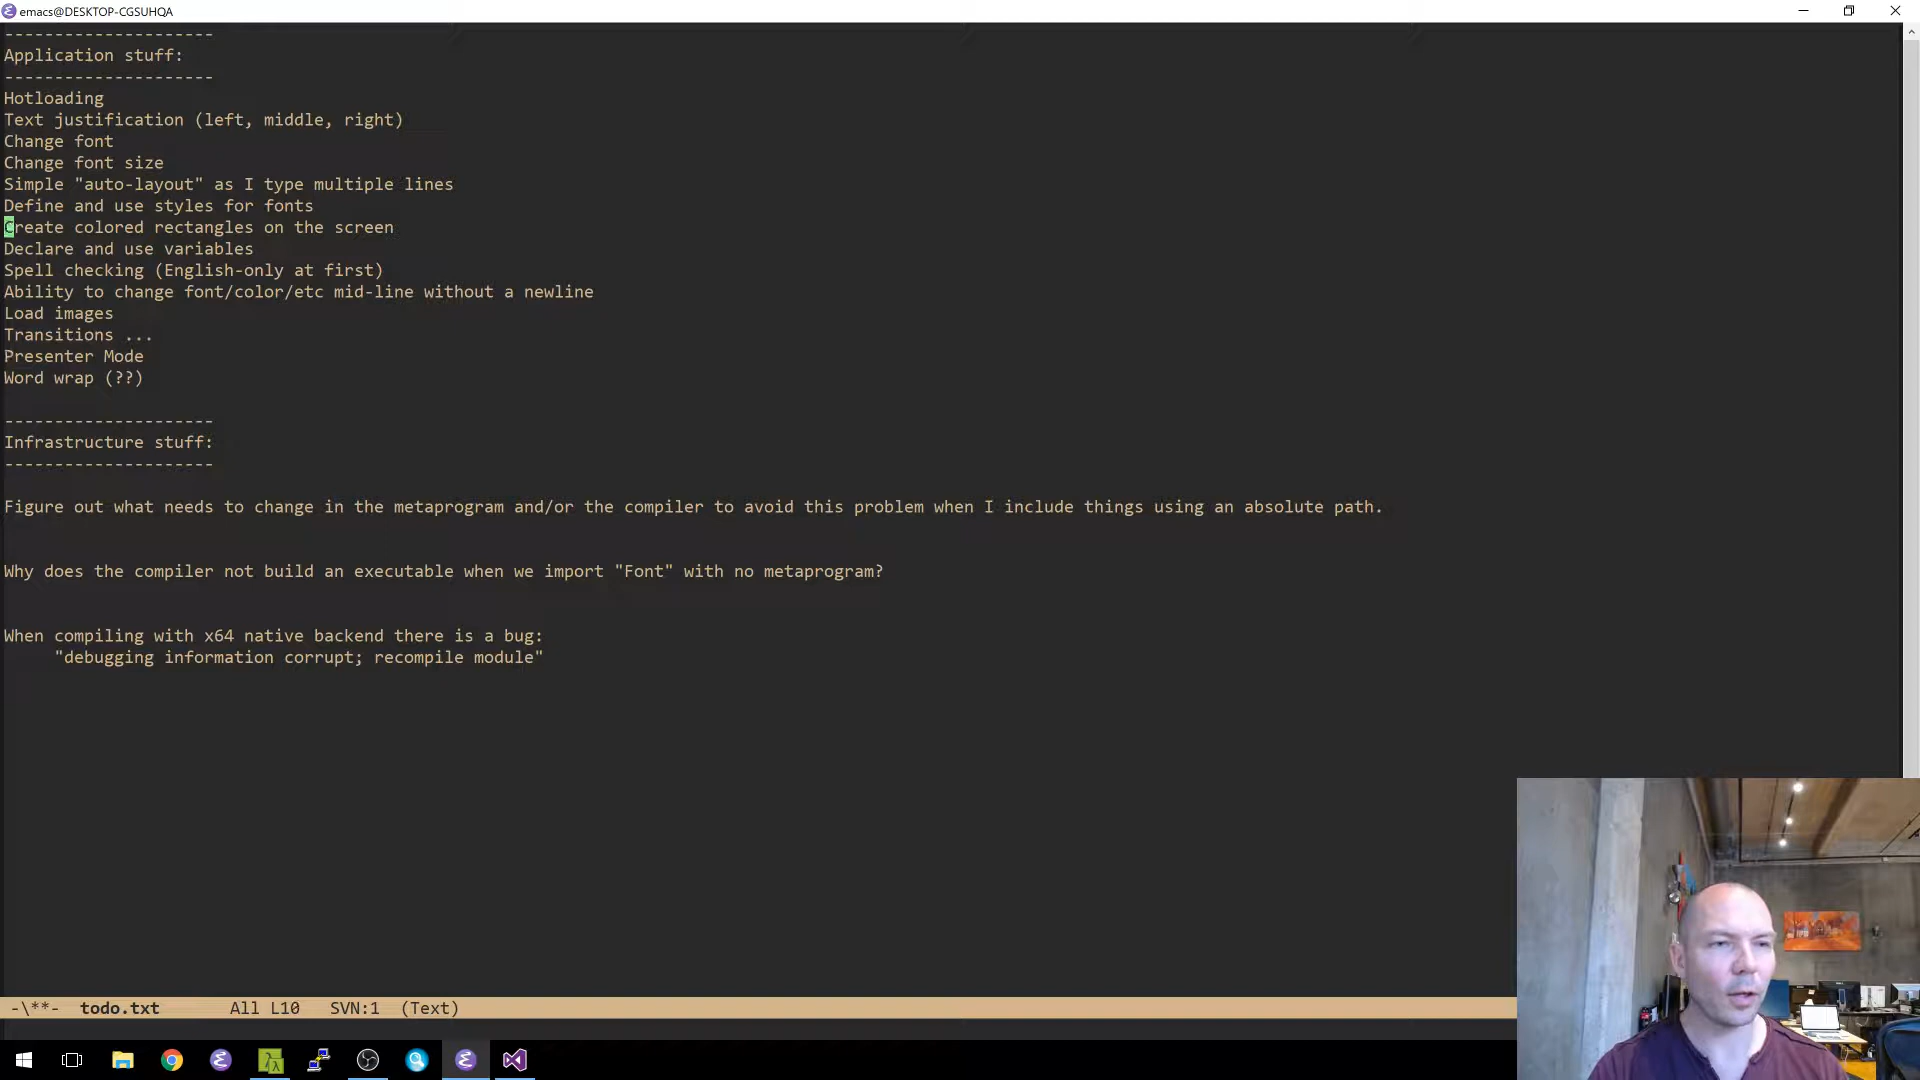 emacs@DESKTOP-CGSUHQA
---------------------
Application stuff:
---------------------
Hotloading
Text justification (left, middle, right)
Change font
Change font size
Simple "auto-layout" as I type multiple lines
Define and use styles for fonts
Create colored rectangles on the screen
Declare and use variables
Spell checking (English-only at first)
Ability to change font/color/etc mid-line without a newline
Load images
Transitions ...
Presenter Mode
Word wrap (??)
---------------------
Infrastructure stuff:
---------------------
Figure out what needs to change in the metaprogram and/or the compiler to avoid this problem when I include things using an absolute path.
Why does the compiler not build an executable when we import "Font" with no metaprogram?
When compiling with x64 native backend there is a bug:
"debugging information corrupt; recompile module"
-\**-  todo.txt       All L10   SVN:1  (Text)